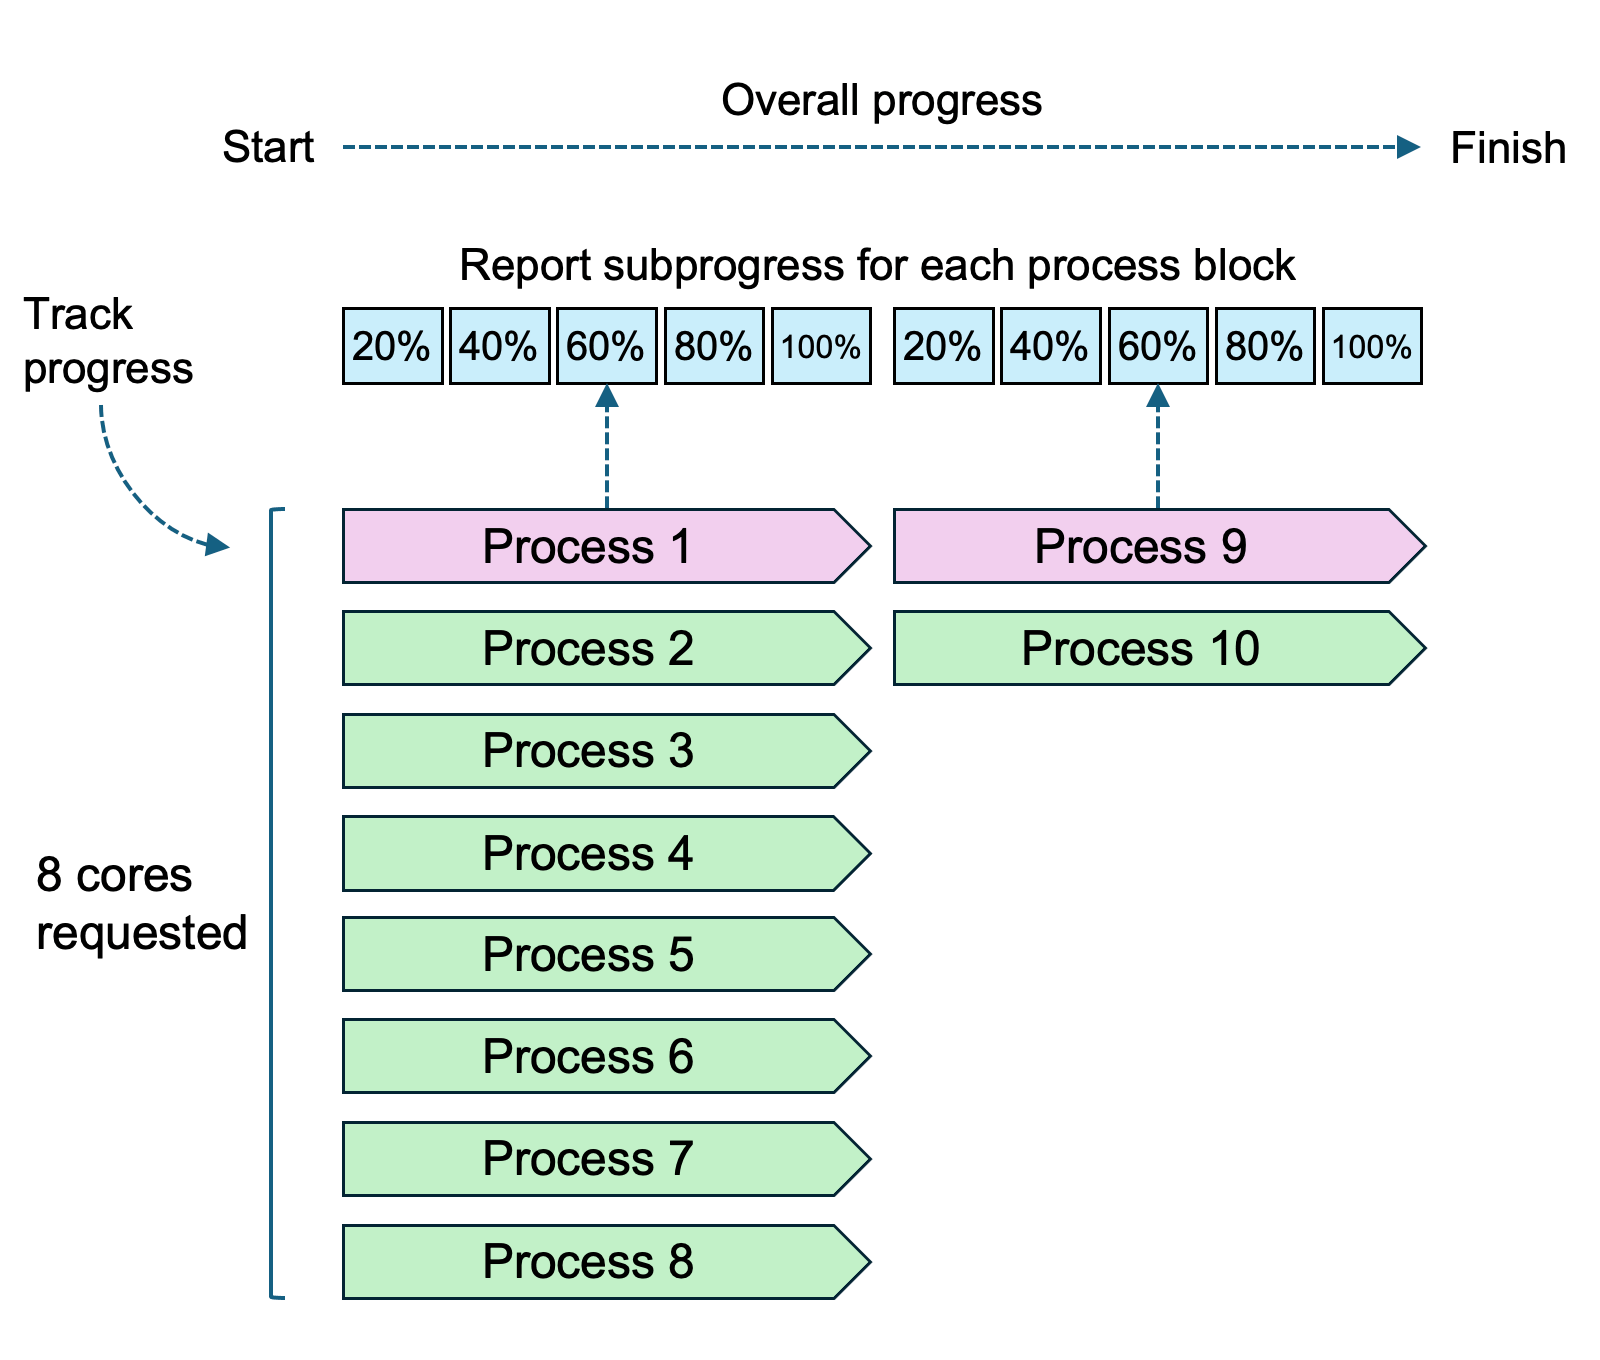 Overall progress
Start
Finish
Report subprogress for each process block
Track
progress
20% 40% 60% 80% 100% 20% 40% 60% 80% 100%
Process 1
Process 9
Process 2
Process 10
Process 3
Process 4
8 cores
requested
Process 5
Process 6
Process 7
Process 8